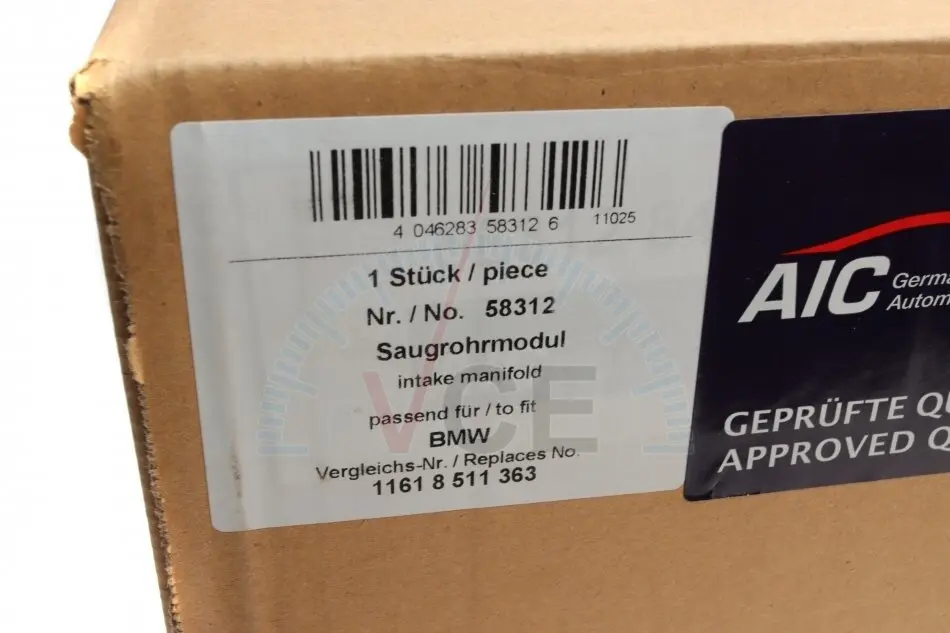 4 046283 58312 6
11025
1 Stück / piece
Nr. / No. 58312
Saugrohrmodul
intake manifold
passend für / to fit
BMW
Vergleichs-Nr. / Replaces No.
1161 8 511 363
VCE
AIC
GEPRÜFTE
APPROVED